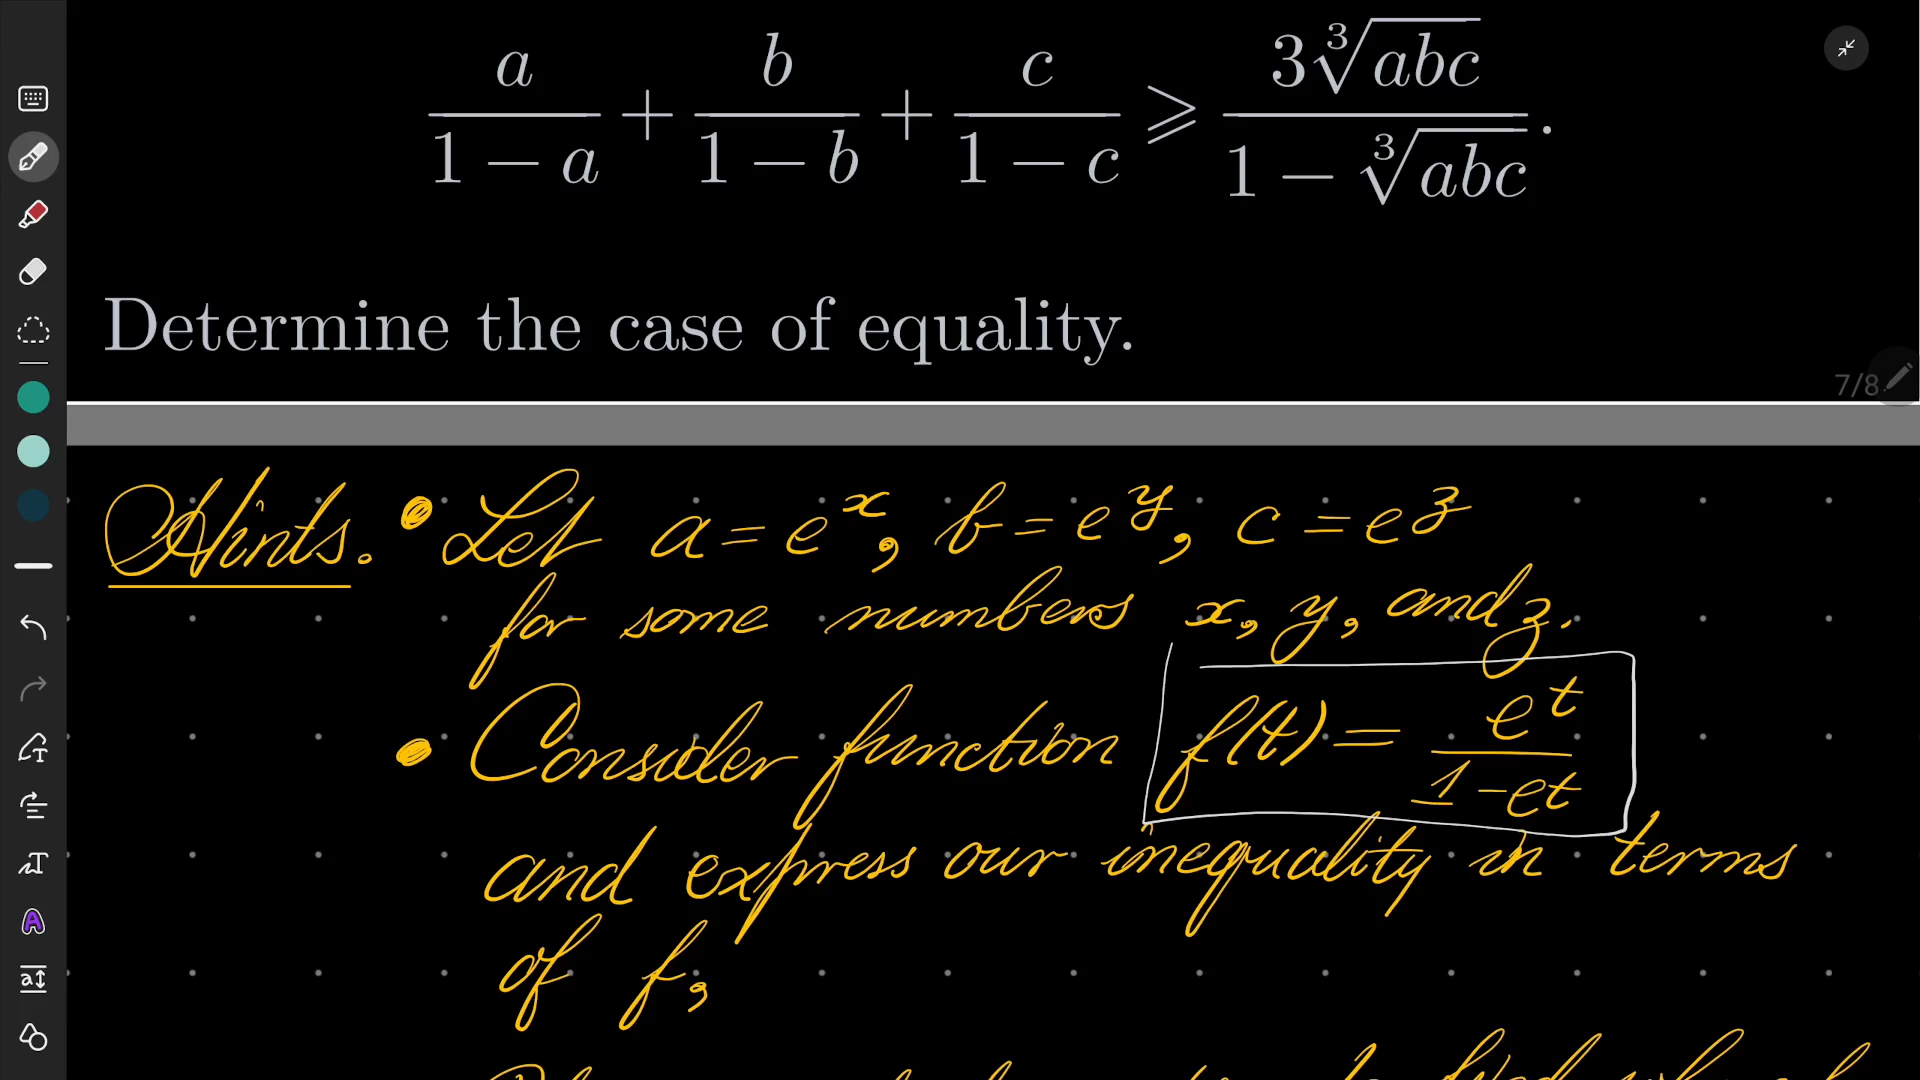 a/(1 − a) + b/(1 − b) + c/(1 − c) ⩾ 3∛abc/(1 − ∛abc).
Determine the case of equality.
7/8
Hints. • Let a = e^x, b = e^y, c = e^z
for some numbers x, y, and z.
• Consider function f(t) = e^t/(1 − e^t)
and express our inequality in terms
of f,